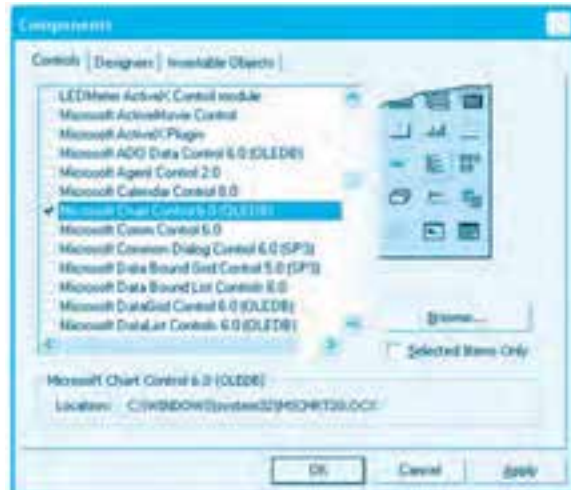 Components
Controls | Designers | Insertable Objects
LEDMeter ActiveX Control module
Microsoft ActiveMovie Control
Microsoft ActiveX Plugin
Microsoft ADO Data Control 6.0 (OLEDB)
Microsoft Agent Control 2.0
Microsoft Calendar Control 8.0
Microsoft Chart Control 6.0 (OLEDB)
Microsoft Comm Control 6.0
Microsoft Common Dialog Control 6.0 (SP3)
Microsoft Data Bound Grid Control 5.0 (SP3)
Microsoft Data Bound List Controls 6.0
Microsoft DataGrid Control 6.0 (OLEDB)
Microsoft DataList Controls 6.0 (OLEDB)
Browse...
Selected Items Only
Microsoft Chart Control 6.0 (OLEDB)
Location: C:\WINDOWS\system32\MSCHRT20.OCX
OK
Cancel
Apply